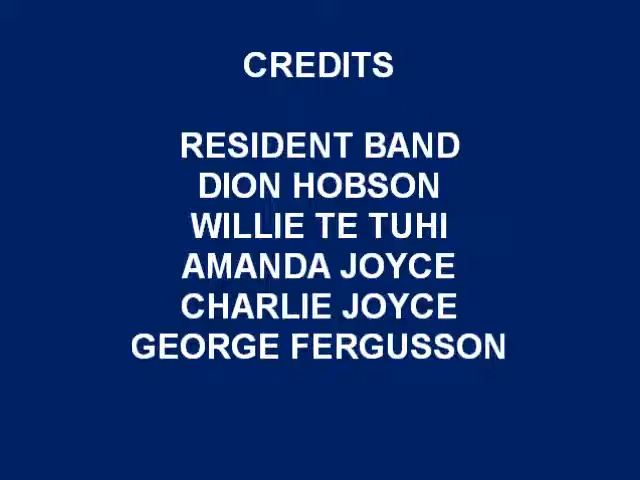 CREDITS
RESIDENT BAND
DION HOBSON
WILLIE TE TUHI
AMANDA JOYCE
CHARLIE JOYCE
GEORGE FERGUSSON